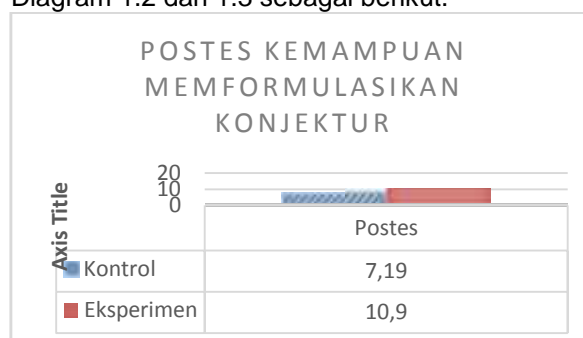 Diagram 1.2 dan 1.3 sebagai berikut:
POSTES KEMAMPUAN
MEMFORMULASIKAN
KONJEKTUR
20
10
0
Axis Title
Postes
Kontrol 7,19
Eksperimen 10,9